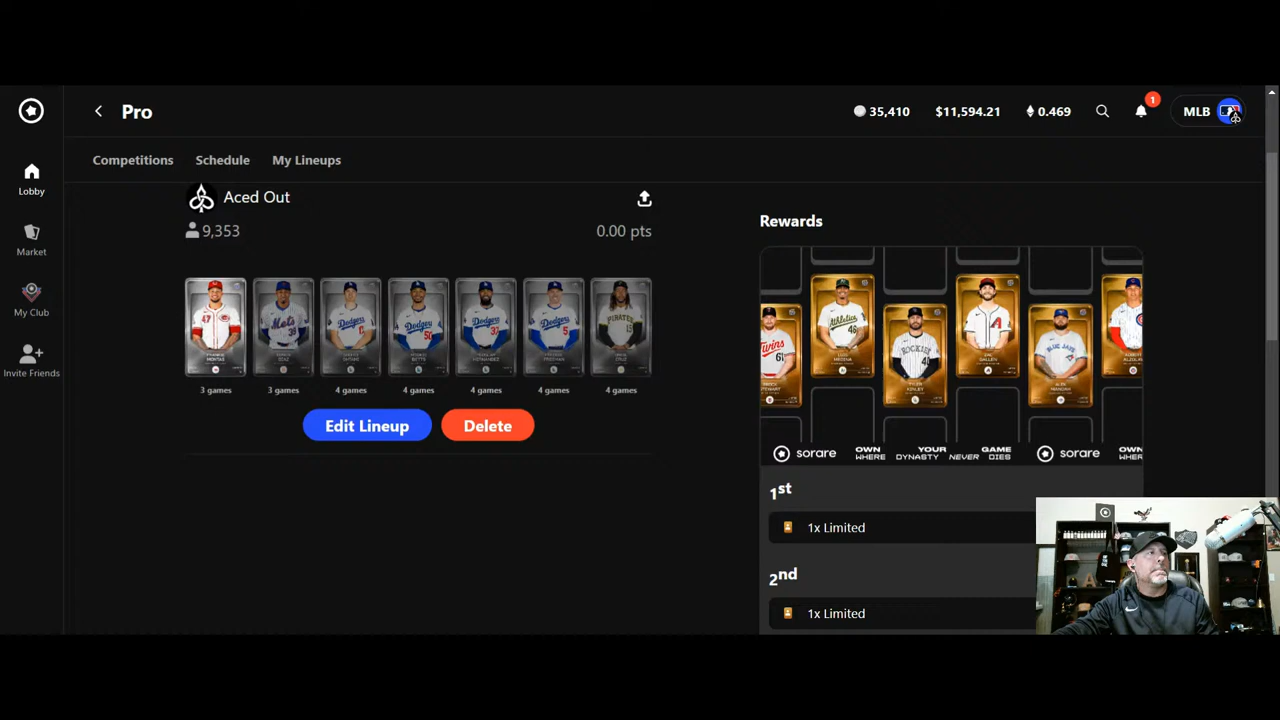 Pro
35,410
$11,594.21
0.469
1
MLB
Lobby
Market
My Club
Invite Friends
Competitions
Schedule
My Lineups
Aced Out
9,353
0.00 pts
3 games
3 games
4 games
4 games
4 games
4 games
4 games
Edit Lineup
Delete
Rewards
sorare
OWN WHERE
YOUR DYNASTY
NEVER
GAME DIES
sorare
1st
1x Limited
2nd
1x Limited